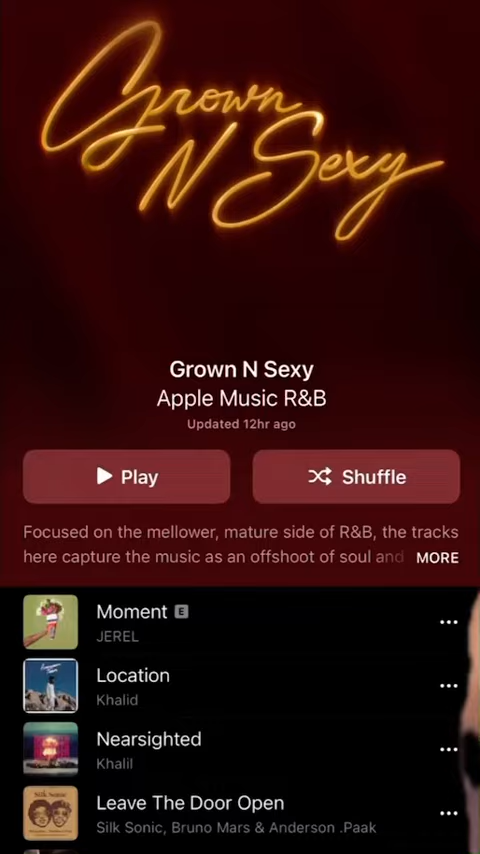 Grown
N Sexy
Grown N Sexy
Apple Music R&B
Updated 12hr ago
Play
Shuffle
Focused on the mellower, mature side of R&B, the tracks
here capture the music as an offshoot of soul and MORE
Moment E
JEREL
Location
Khalid
Nearsighted
Khalil
Silk Sonic
Leave The Door Open
Silk Sonic, Bruno Mars & Anderson .Paak